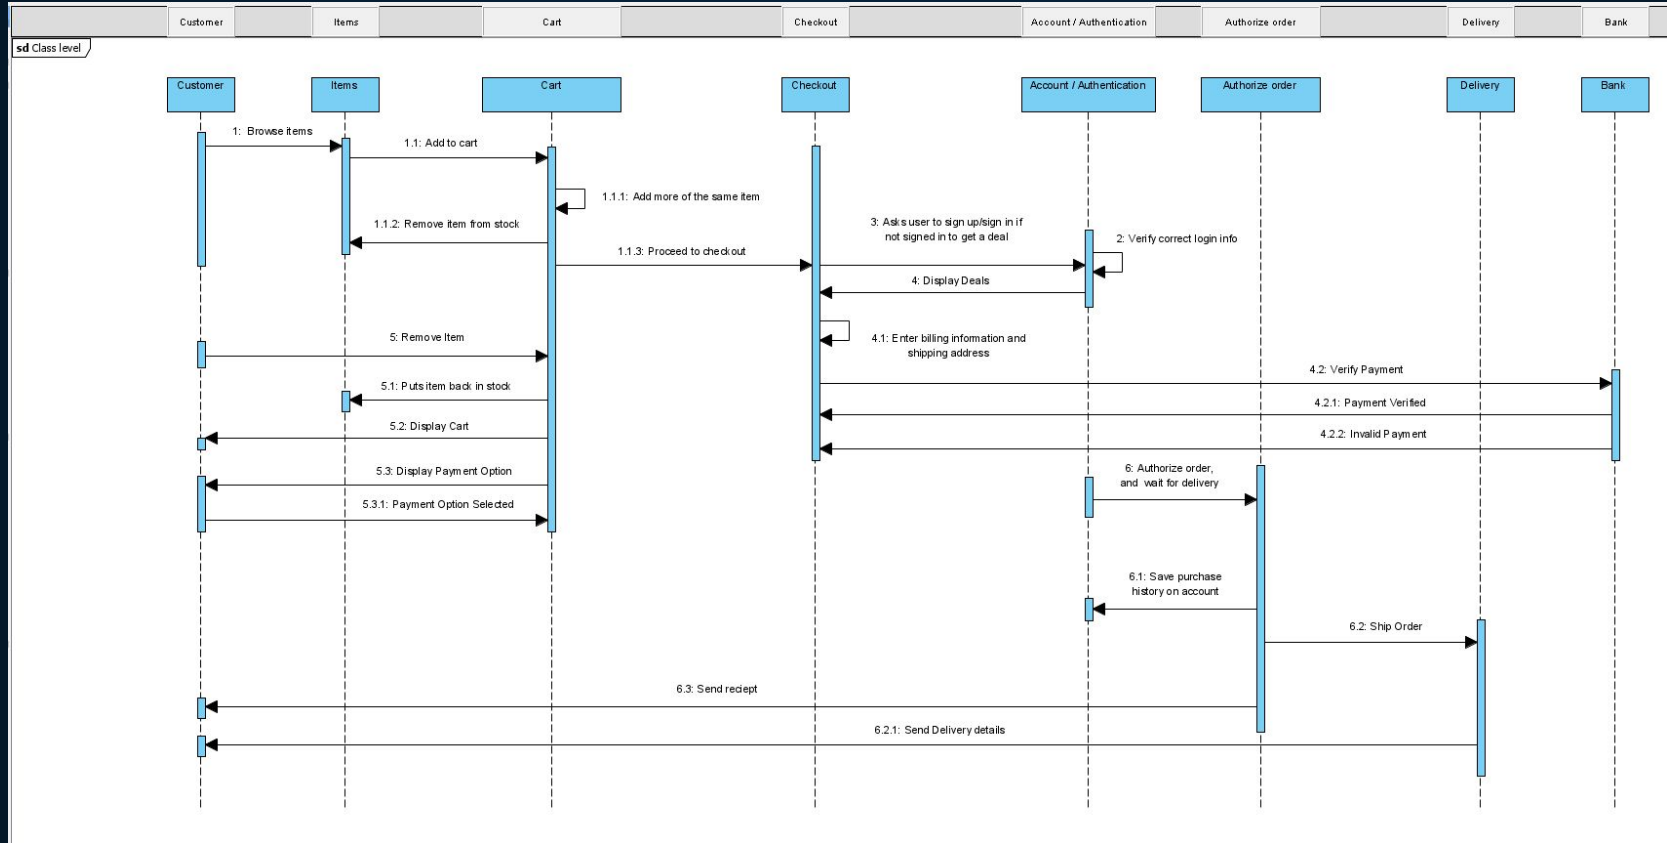 Customer Items Cart Checkout Account / Authentication Authorize order Delivery Bank
sd Class level
Customer Items Cart Checkout Account / Authentication Authorize order Delivery Bank
1: Browse items
1.1: Add to cart
1.1.1: Add more of the same item
1.1.2: Remove item from stock
3: Asks user to sign up/sign in if
not signed in to get a deal
2: Verify correct login info
1.1.3: Proceed to checkout
4: Display Deals
5: Remove Item
4.1: Enter billing information and
shipping address
4.2: Verify Payment
5.1: Puts item back in stock
4.2.1: Payment Verified
5.2: Display Cart
4.2.2: Invalid Payment
5.3: Display Payment Option
6: Authorize order,
and wait for delivery
5.3.1: Payment Option Selected
6.1: Save purchase
history on account
6.2: Ship Order
6.3: Send reciept
6.2.1: Send Delivery details